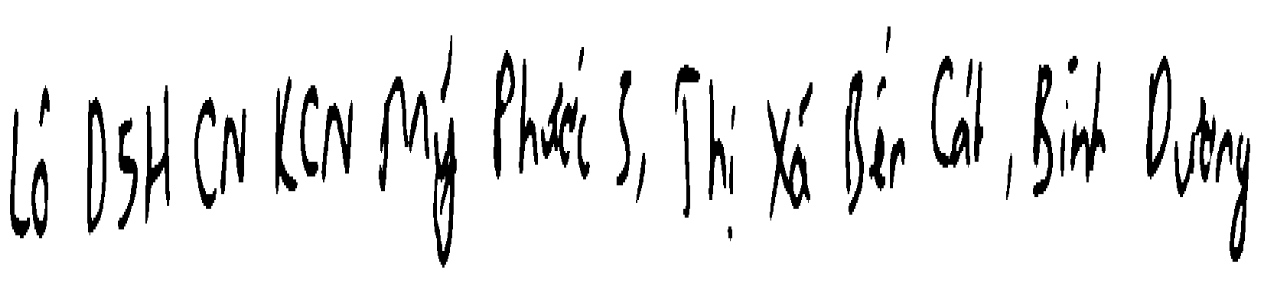 Lô D5H CN KCN Mỹ Phước 3, Thị Xã Bến Cát, Bình Dương